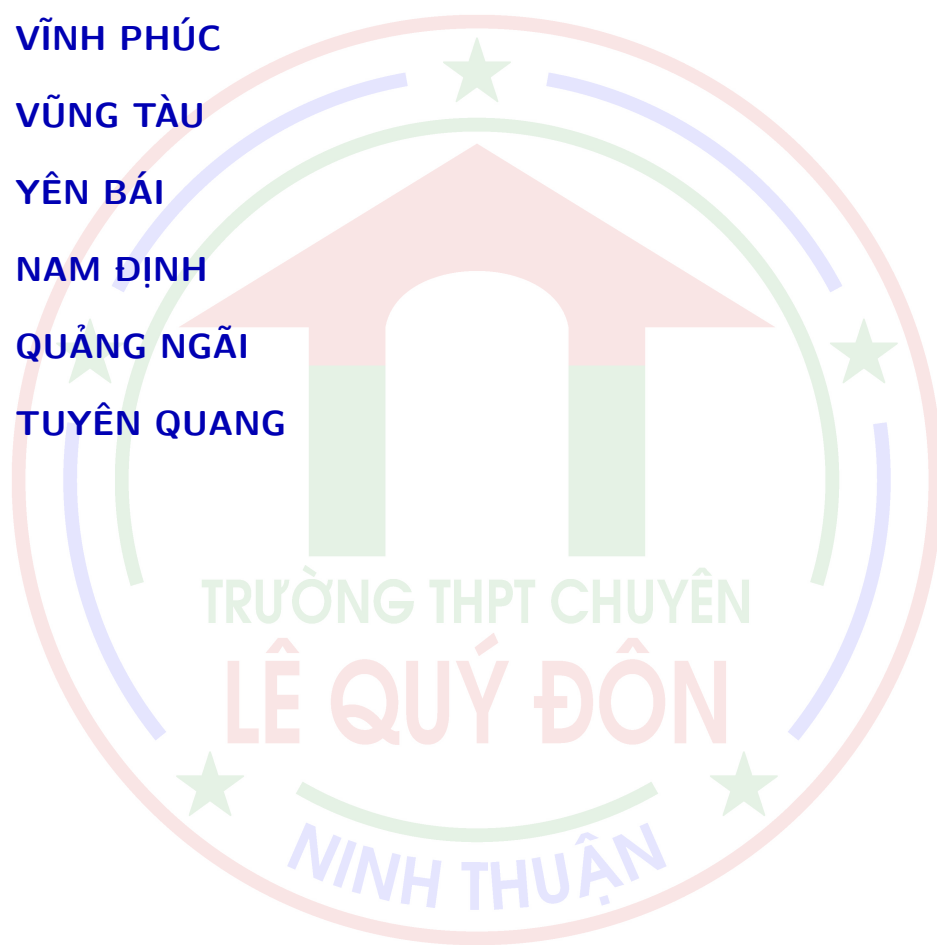 VĨNH PHÚC
VŨNG TÀU
YÊN BÁI
NAM ĐỊNH
QUẢNG NGÃI
TUYÊN QUANG
TRƯỜNG THPT CHUYÊN
LÊ QUÝ ĐÔN
NINH THUẬN